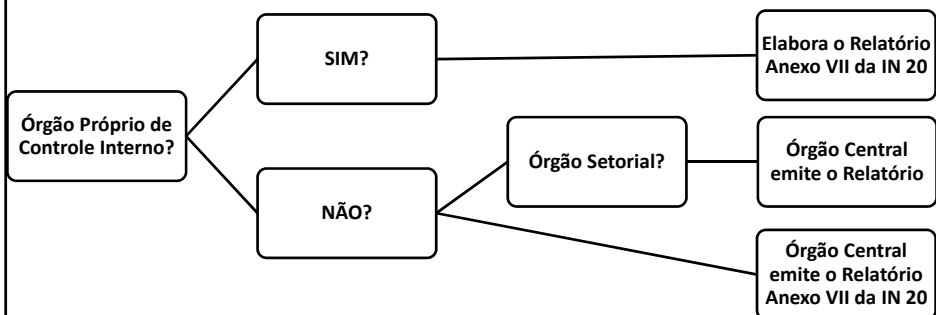 Órgão Próprio de
Controle Interno?
SIM?
Elabora o Relatório
Anexo VII da IN 20
NÃO?
Órgão Setorial?
Órgão Central
emite o Relatório
Órgão Central
emite o Relatório
Anexo VII da IN 20